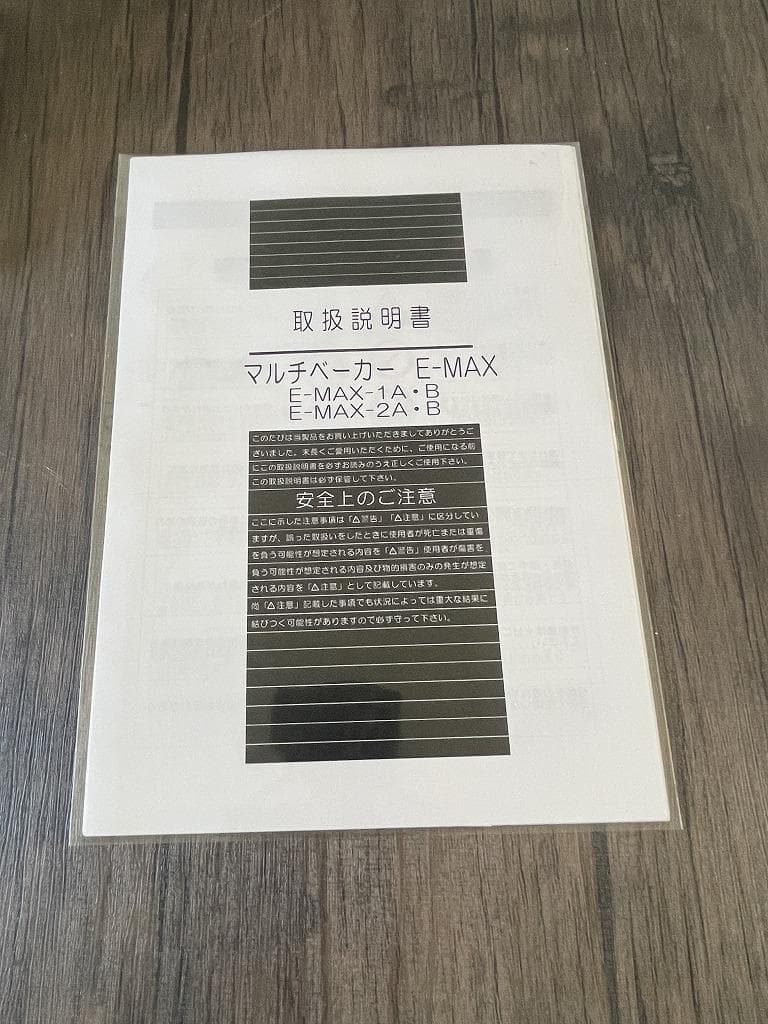 取扱説明書
マルチベーカー E-MAX
E-MAX-1A・B
E-MAX-2A・B
このたびは当製品をお買い上げいただきましてありがとうご
ざいました。末長くご愛用いただくために、ご使用になる前
にこの取扱説明書を必ずお読みのうえ正しくご使用下さい。
この取扱説明書は必ず保管して下さい。
安全上のご注意
ここに示した注意事項は「⚠警告」「⚠注意」に区分してい
ますが、誤った取扱いをしたときに使用者が死亡または重傷
を負う可能性が想定される内容を「⚠警告」使用者が傷害を
負う可能性が想定される内容及び物的損害のみの発生が想定
される内容を「⚠注意」として記載しています。
尚「⚠注意」記載した事項でも状況によっては重大な結果に
結びつく可能性がありますので必ず守って下さい。